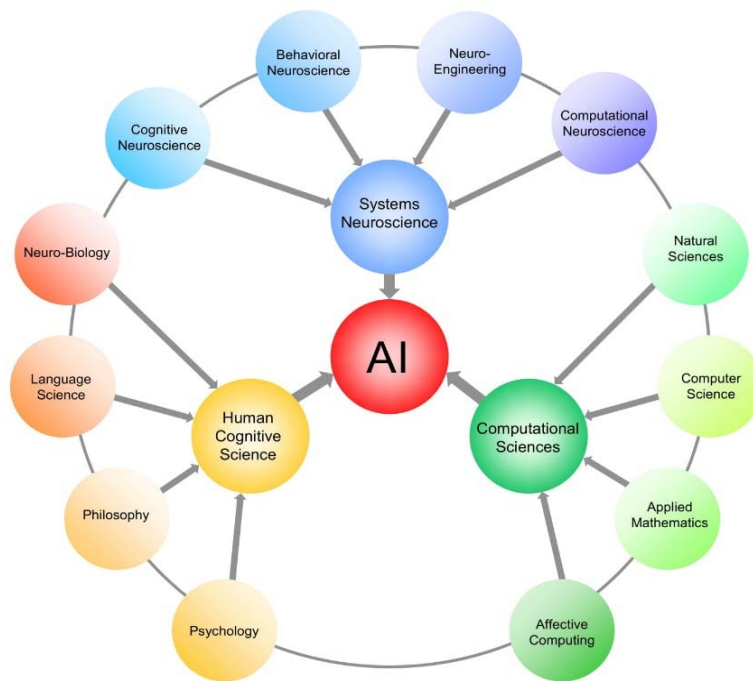 Behavioral
Neuroscience
Neuro-
Engineering
Cognitive
Neuroscience
Computational
Neuroscience
Systems
Neuroscience
Neuro-Biology
Natural
Sciences
AI
Language
Science
Computer
Science
Human
Cognitive
Science
Computational
Sciences
Philosophy
Applied
Mathematics
Psychology
Affective
Computing